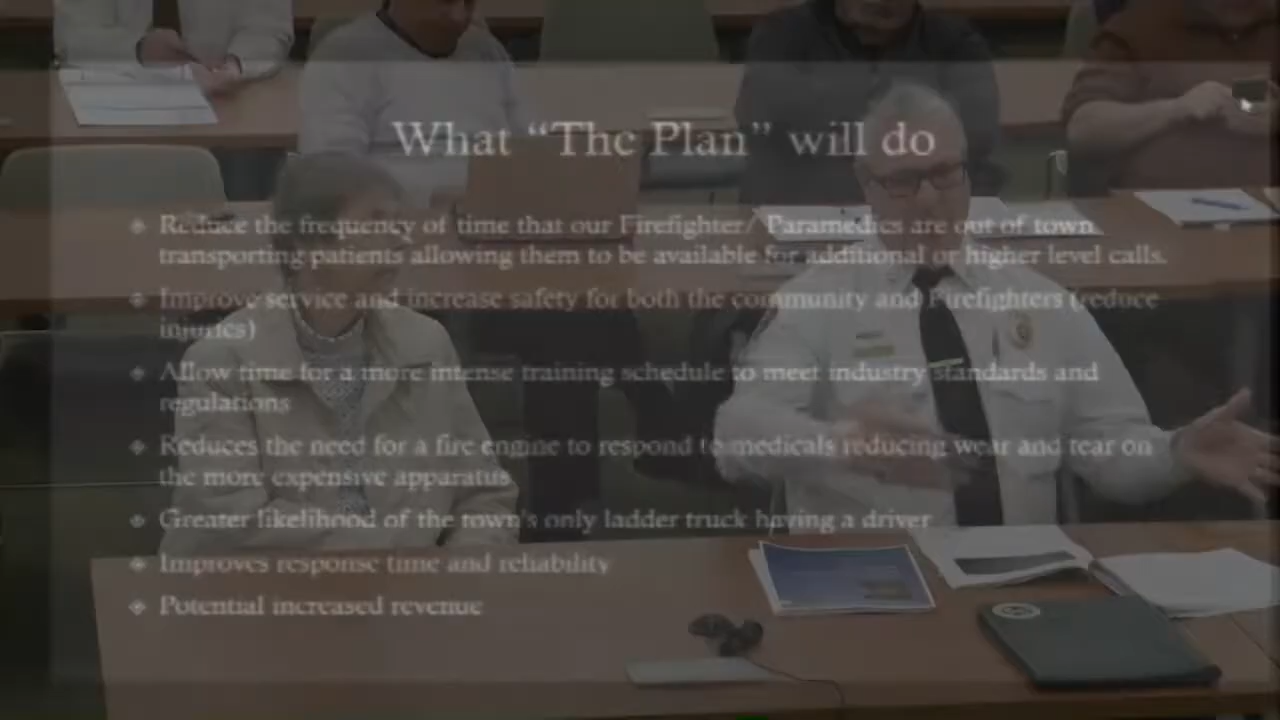 What “The Plan” will do
Reduce the frequency of time that our Firefighter/ Paramedics are out of town
transporting patients allowing them to be available for additional or higher level calls.
Improve service and increase safety for both the community and Firefighters (reduce
injuries)
Allow time for a more intense training schedule to meet industry standards and
regulations
Reduces the need for a fire engine to respond to medicals reducing wear and tear on
the more expensive apparatus
Greater likelihood of the town's only ladder truck having a driver
Improves response time and reliability
Potential increased revenue